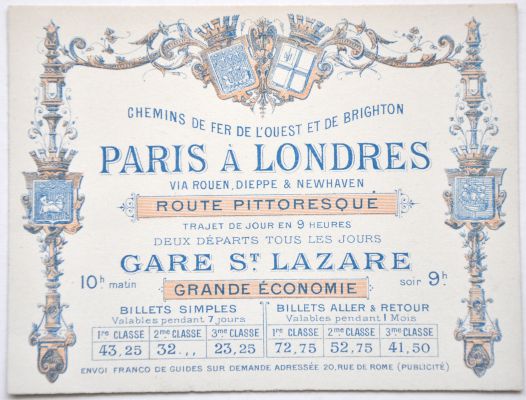 CHEMINS DE FER DE L'OUEST ET DE BRIGHTON
PARIS À LONDRES
VIA ROUEN, DIEPPE & NEWHAVEN
ROUTE PITTORESQUE
TRAJET DE JOUR EN 9 HEURES
DEUX DÉPARTS TOUS LES JOURS
GARE ST LAZARE
10h matin GRANDE ÉCONOMIE soir 9h
BILLETS SIMPLES BILLETS ALLER & RETOUR
Valables pendant 7 jours Valables pendant 1 Mois
1re CLASSE 2me CLASSE 3me CLASSE 1re CLASSE 2me CLASSE 3me CLASSE
43,25 32.,, 23,25 72,75 52,75 41,50
ENVOI FRANCO DE GUIDES SUR DEMANDE ADRESSÉE 20, RUE DE ROME (PUBLICITÉ)